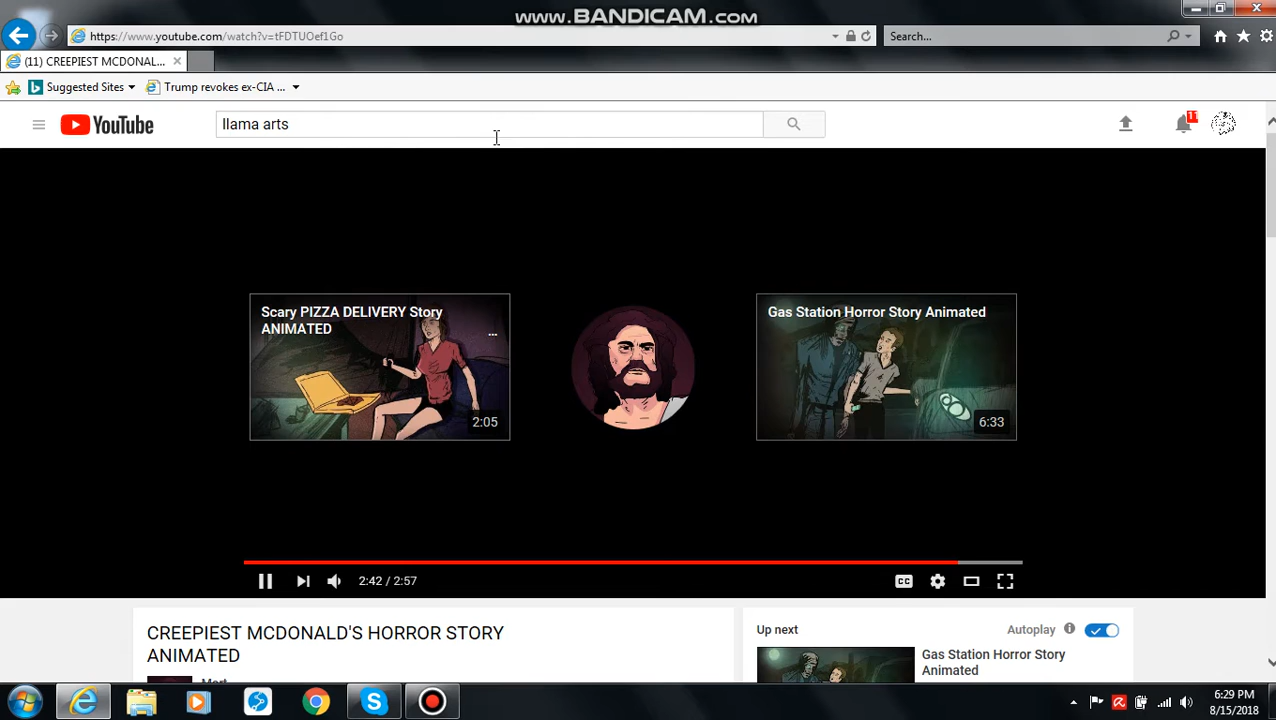 www.BANDICAM.com
https://www.youtube.com/watch?v=tFDTUOef1Go
Search...
(11) CREEPIEST MCDONAL...
Suggested Sites
Trump revokes ex-CIA ...
YouTube
llama arts
11
Scary PIZZA DELIVERY Story
ANIMATED
...
2:05
Gas Station Horror Story Animated
6:33
2:42 / 2:57
CC
CREEPIEST MCDONALD'S HORROR STORY
ANIMATED
Mort
Up next
Autoplay
Gas Station Horror Story
Animated
6:29 PM
8/15/2018